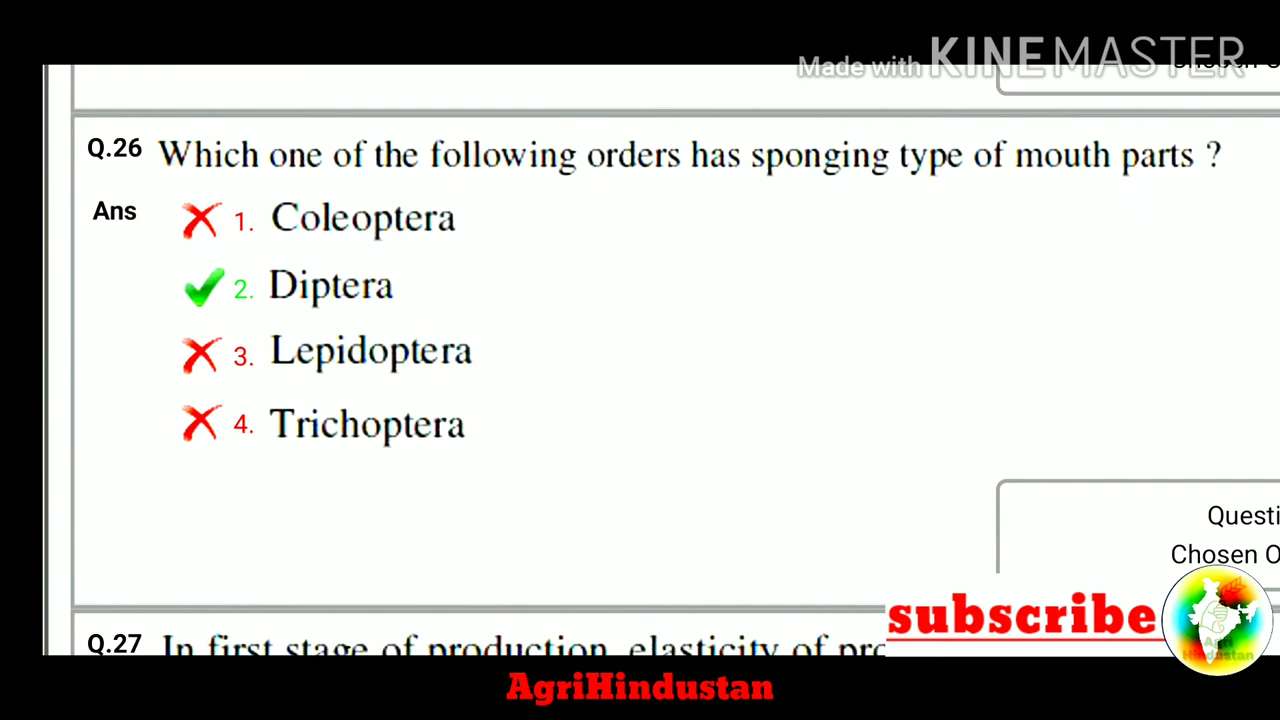 Made with KINEMASTER
Q.26 Which one of the following orders has sponging type of mouth parts ?
Ans 1. Coleoptera
2. Diptera
3. Lepidoptera
4. Trichoptera
Questi
Chosen O
Q.27 In first stage of production, elasticity of pro
subscribe
Agri
Hindustan
AgriHindustan